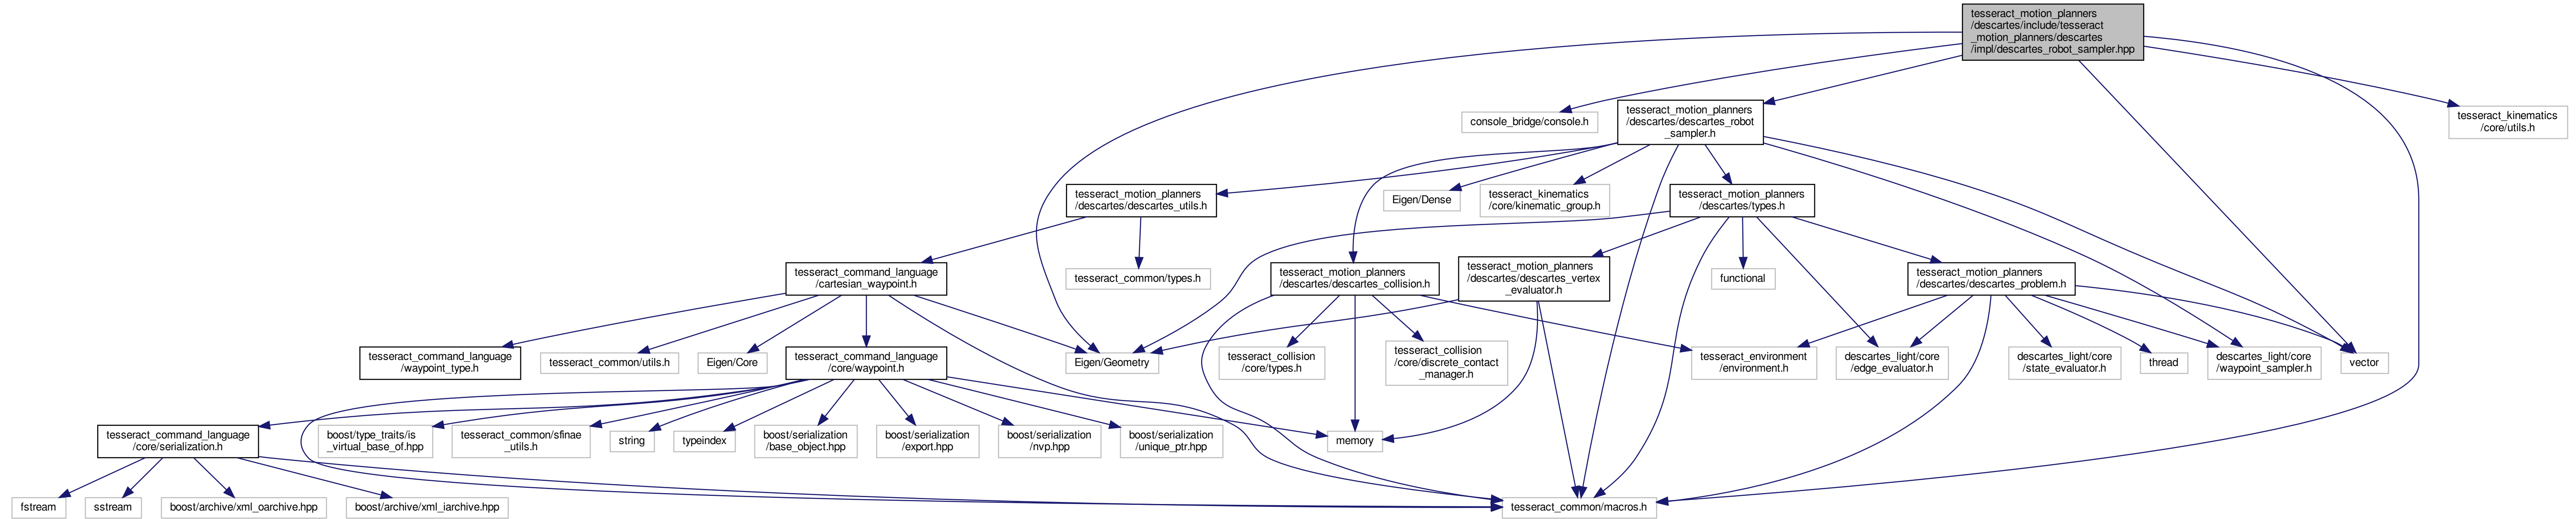 tesseract_motion_planners
/descartes/include/tesseract
_motion_planners/descartes
/impl/descartes_robot_sampler.hpp
console_bridge/console.h
tesseract_motion_planners
/descartes/descartes_robot
_sampler.h
tesseract_kinematics
/core/utils.h
tesseract_motion_planners
/descartes/descartes_utils.h
Eigen/Dense
tesseract_kinematics
/core/kinematic_group.h
tesseract_motion_planners
/descartes/types.h
tesseract_command_language
/cartesian_waypoint.h
tesseract_common/types.h
tesseract_motion_planners
/descartes/descartes_collision.h
tesseract_motion_planners
/descartes/descartes_vertex
_evaluator.h
functional
tesseract_motion_planners
/descartes/descartes_problem.h
tesseract_command_language
/waypoint_type.h
tesseract_common/utils.h
Eigen/Core
tesseract_command_language
/core/waypoint.h
Eigen/Geometry
tesseract_collision
/core/types.h
tesseract_collision
/core/discrete_contact
_manager.h
tesseract_environment
/environment.h
descartes_light/core
/edge_evaluator.h
descartes_light/core
/state_evaluator.h
thread
descartes_light/core
/waypoint_sampler.h
vector
tesseract_command_language
/core/serialization.h
boost/type_traits/is
_virtual_base_of.hpp
tesseract_common/sfinae
_utils.h
string
typeindex
boost/serialization
/base_object.hpp
boost/serialization
/export.hpp
boost/serialization
/nvp.hpp
boost/serialization
/unique_ptr.hpp
memory
fstream
sstream
boost/archive/xml_oarchive.hpp
boost/archive/xml_iarchive.hpp
tesseract_common/macros.h